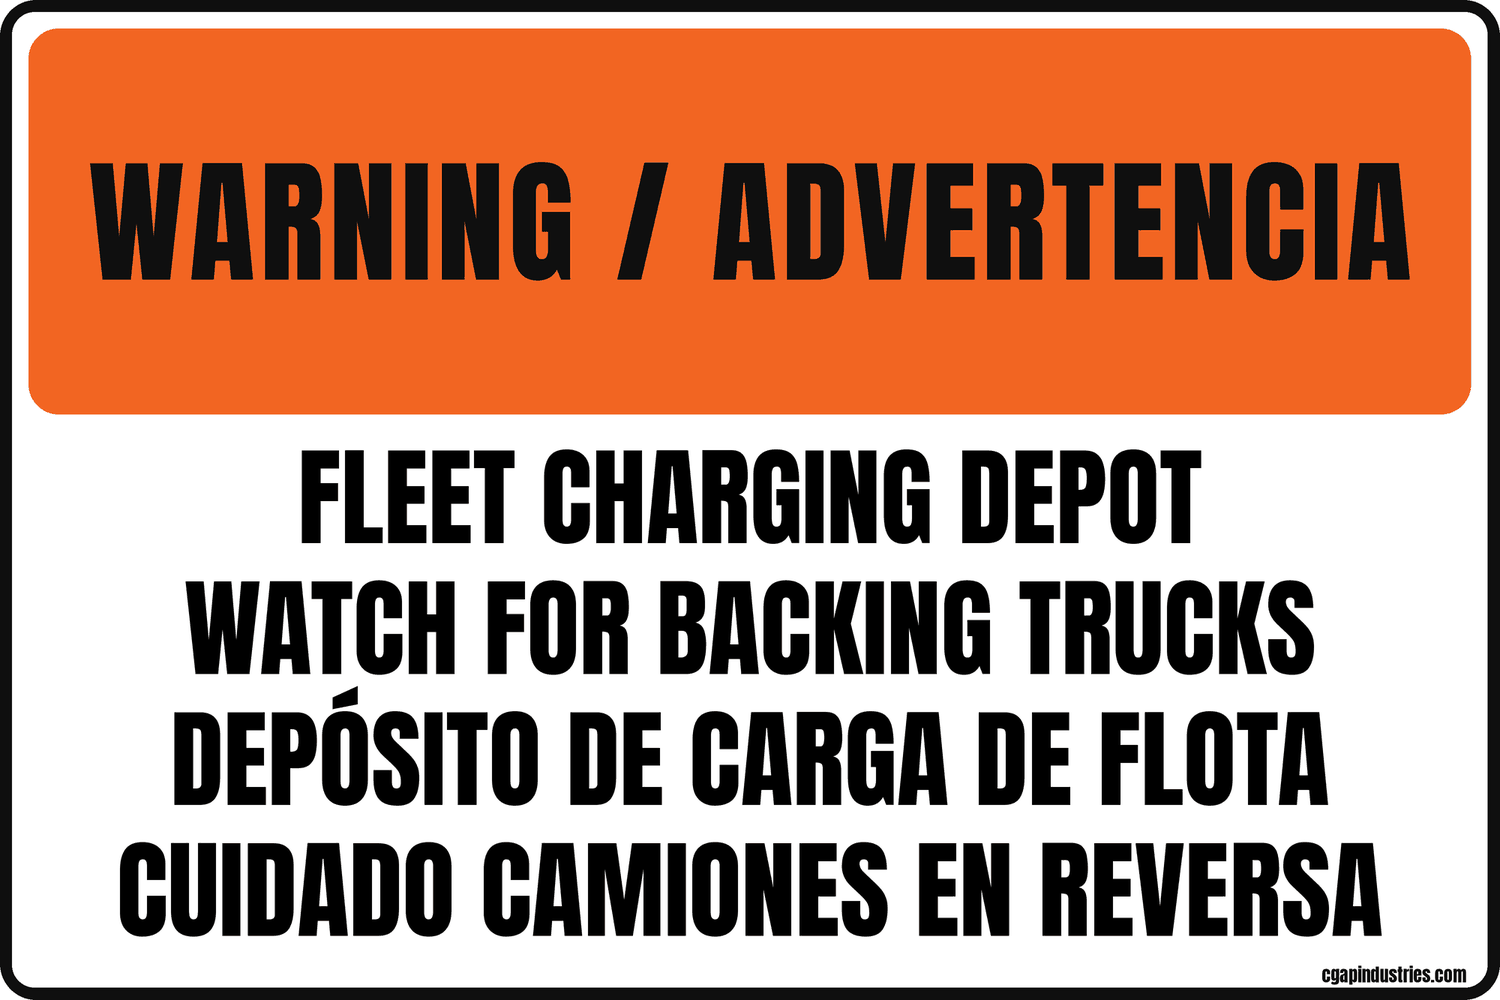 WARNING / ADVERTENCIA
FLEET CHARGING DEPOT
WATCH FOR BACKING TRUCKS
DEPÓSITO DE CARGA DE FLOTA
CUIDADO CAMIONES EN REVERSA
cgapindustries.com